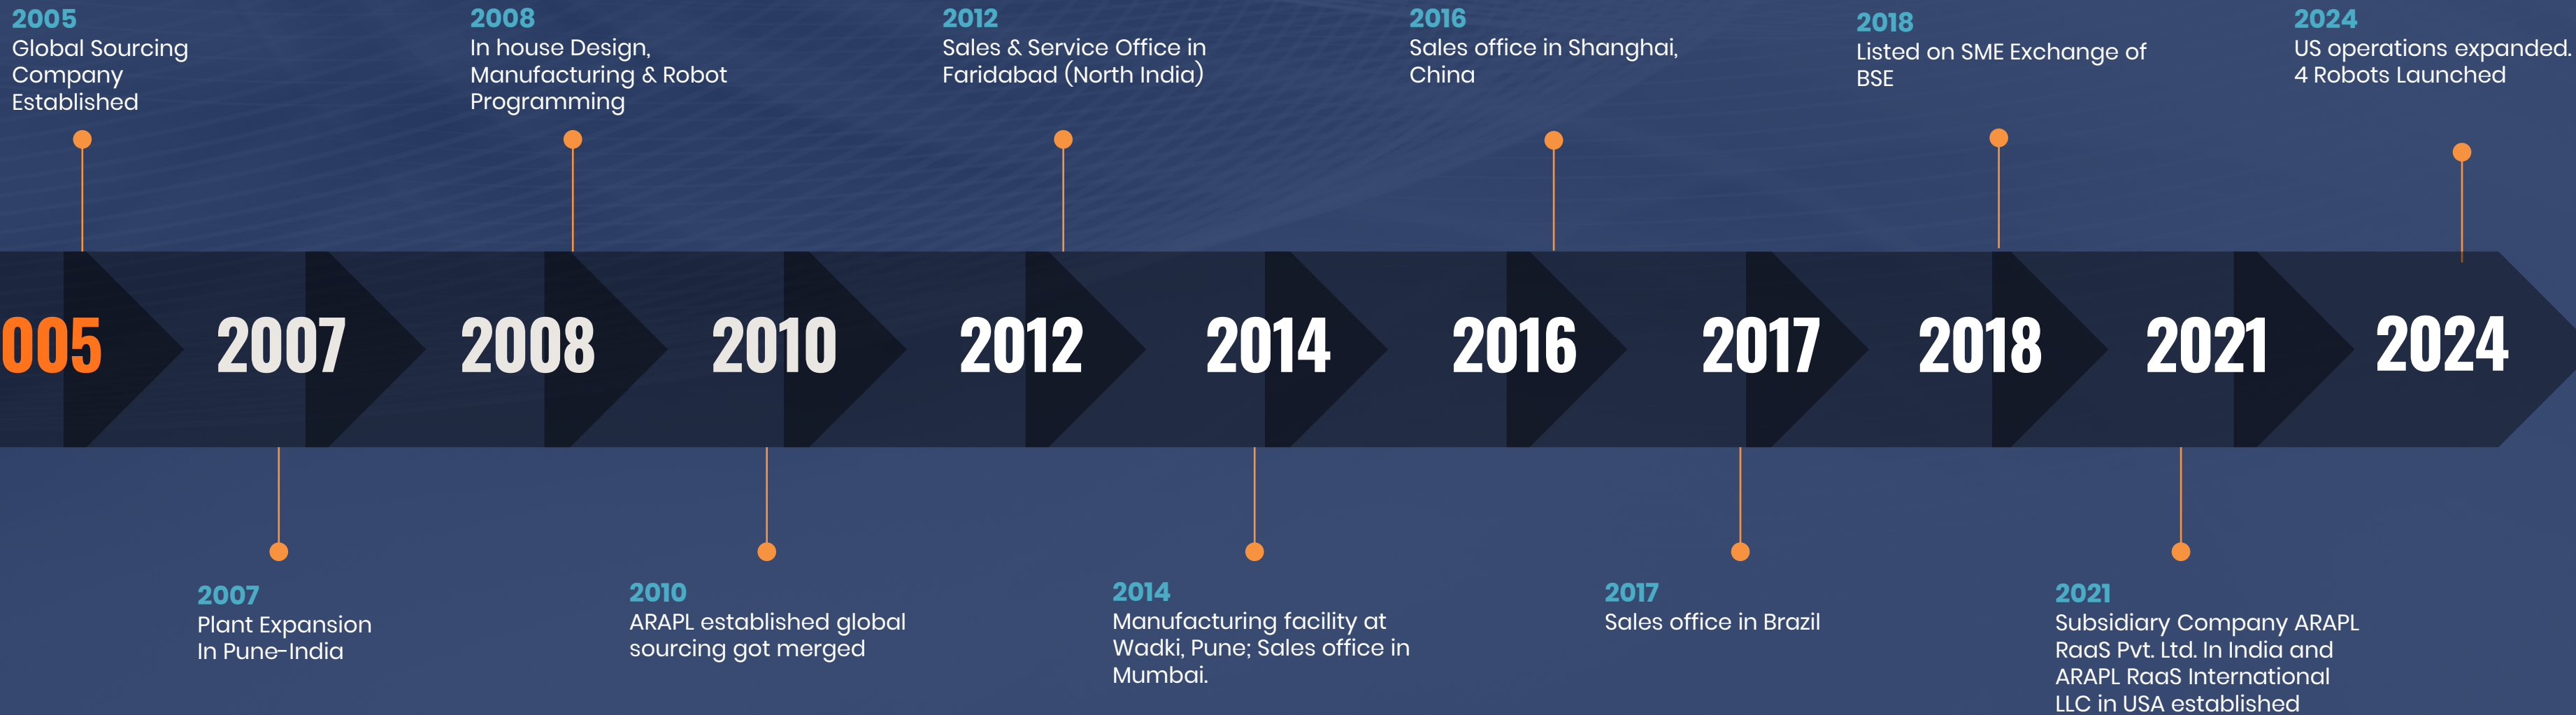 2005
Global Sourcing
Company
Established
2008
In house Design,
Manufacturing & Robot
Programming
2012
Sales & Service Office in
Faridabad (North India)
2016
Sales office in Shanghai,
China
2018
Listed on SME Exchange of
BSE
2024
US operations expanded.
4 Robots Launched
005 2007 2008 2010 2012 2014 2016 2017 2018 2021 2024
2007
Plant Expansion
In Pune-India
2010
ARAPL established global
sourcing got merged
2014
Manufacturing facility at
Wadki, Pune; Sales office in
Mumbai.
2017
Sales office in Brazil
2021
Subsidiary Company ARAPL
RaaS Pvt. Ltd. In India and
ARAPL RaaS International
LLC in USA established